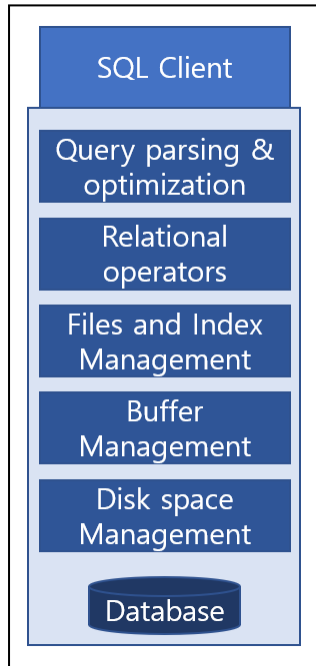 SQL Client
Query parsing &
optimization
Relational
operators
Files and Index
Management
Buffer
Management
Disk space
Management
Database